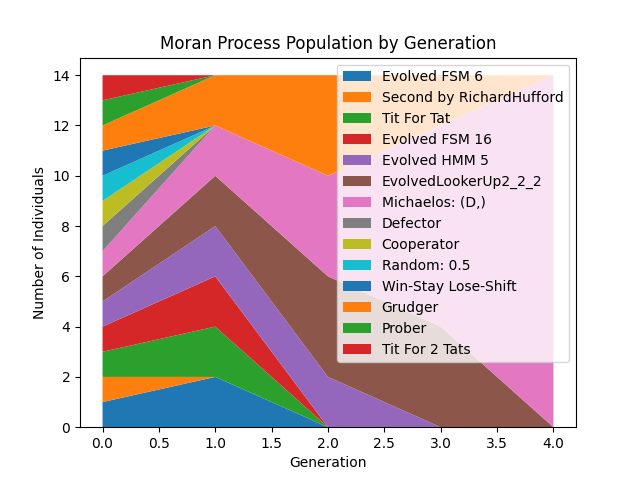 Moran Process Population by Generation
14
12
10
8
6
4
2
0
Number of Individuals
Evolved FSM 6
Second by RichardHufford
Tit For Tat
Evolved FSM 16
Evolved HMM 5
EvolvedLookerUp2_2_2
Michaelos: (D,)
Defector
Cooperator
Random: 0.5
Win-Stay Lose-Shift
Grudger
Prober
Tit For 2 Tats
0.0 0.5 1.0 1.5 2.0 2.5 3.0 3.5 4.0
Generation